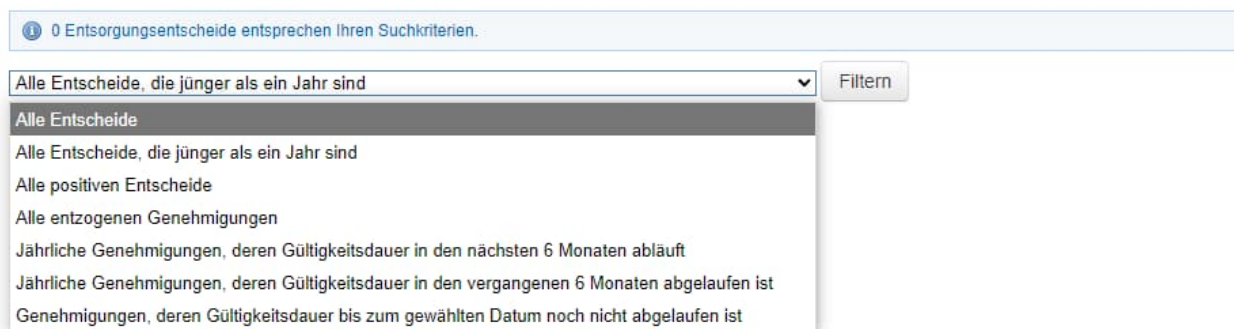 0 Entsorgungsentscheide entsprechen Ihren Suchkriterien.
Alle Entscheide, die jünger als ein Jahr sind
Filtern
Alle Entscheide
Alle Entscheide, die jünger als ein Jahr sind
Alle positiven Entscheide
Alle entzogenen Genehmigungen
Jährliche Genehmigungen, deren Gültigkeitsdauer in den nächsten 6 Monaten abläuft
Jährliche Genehmigungen, deren Gültigkeitsdauer in den vergangenen 6 Monaten abgelaufen ist
Genehmigungen, deren Gültigkeitsdauer bis zum gewählten Datum noch nicht abgelaufen ist